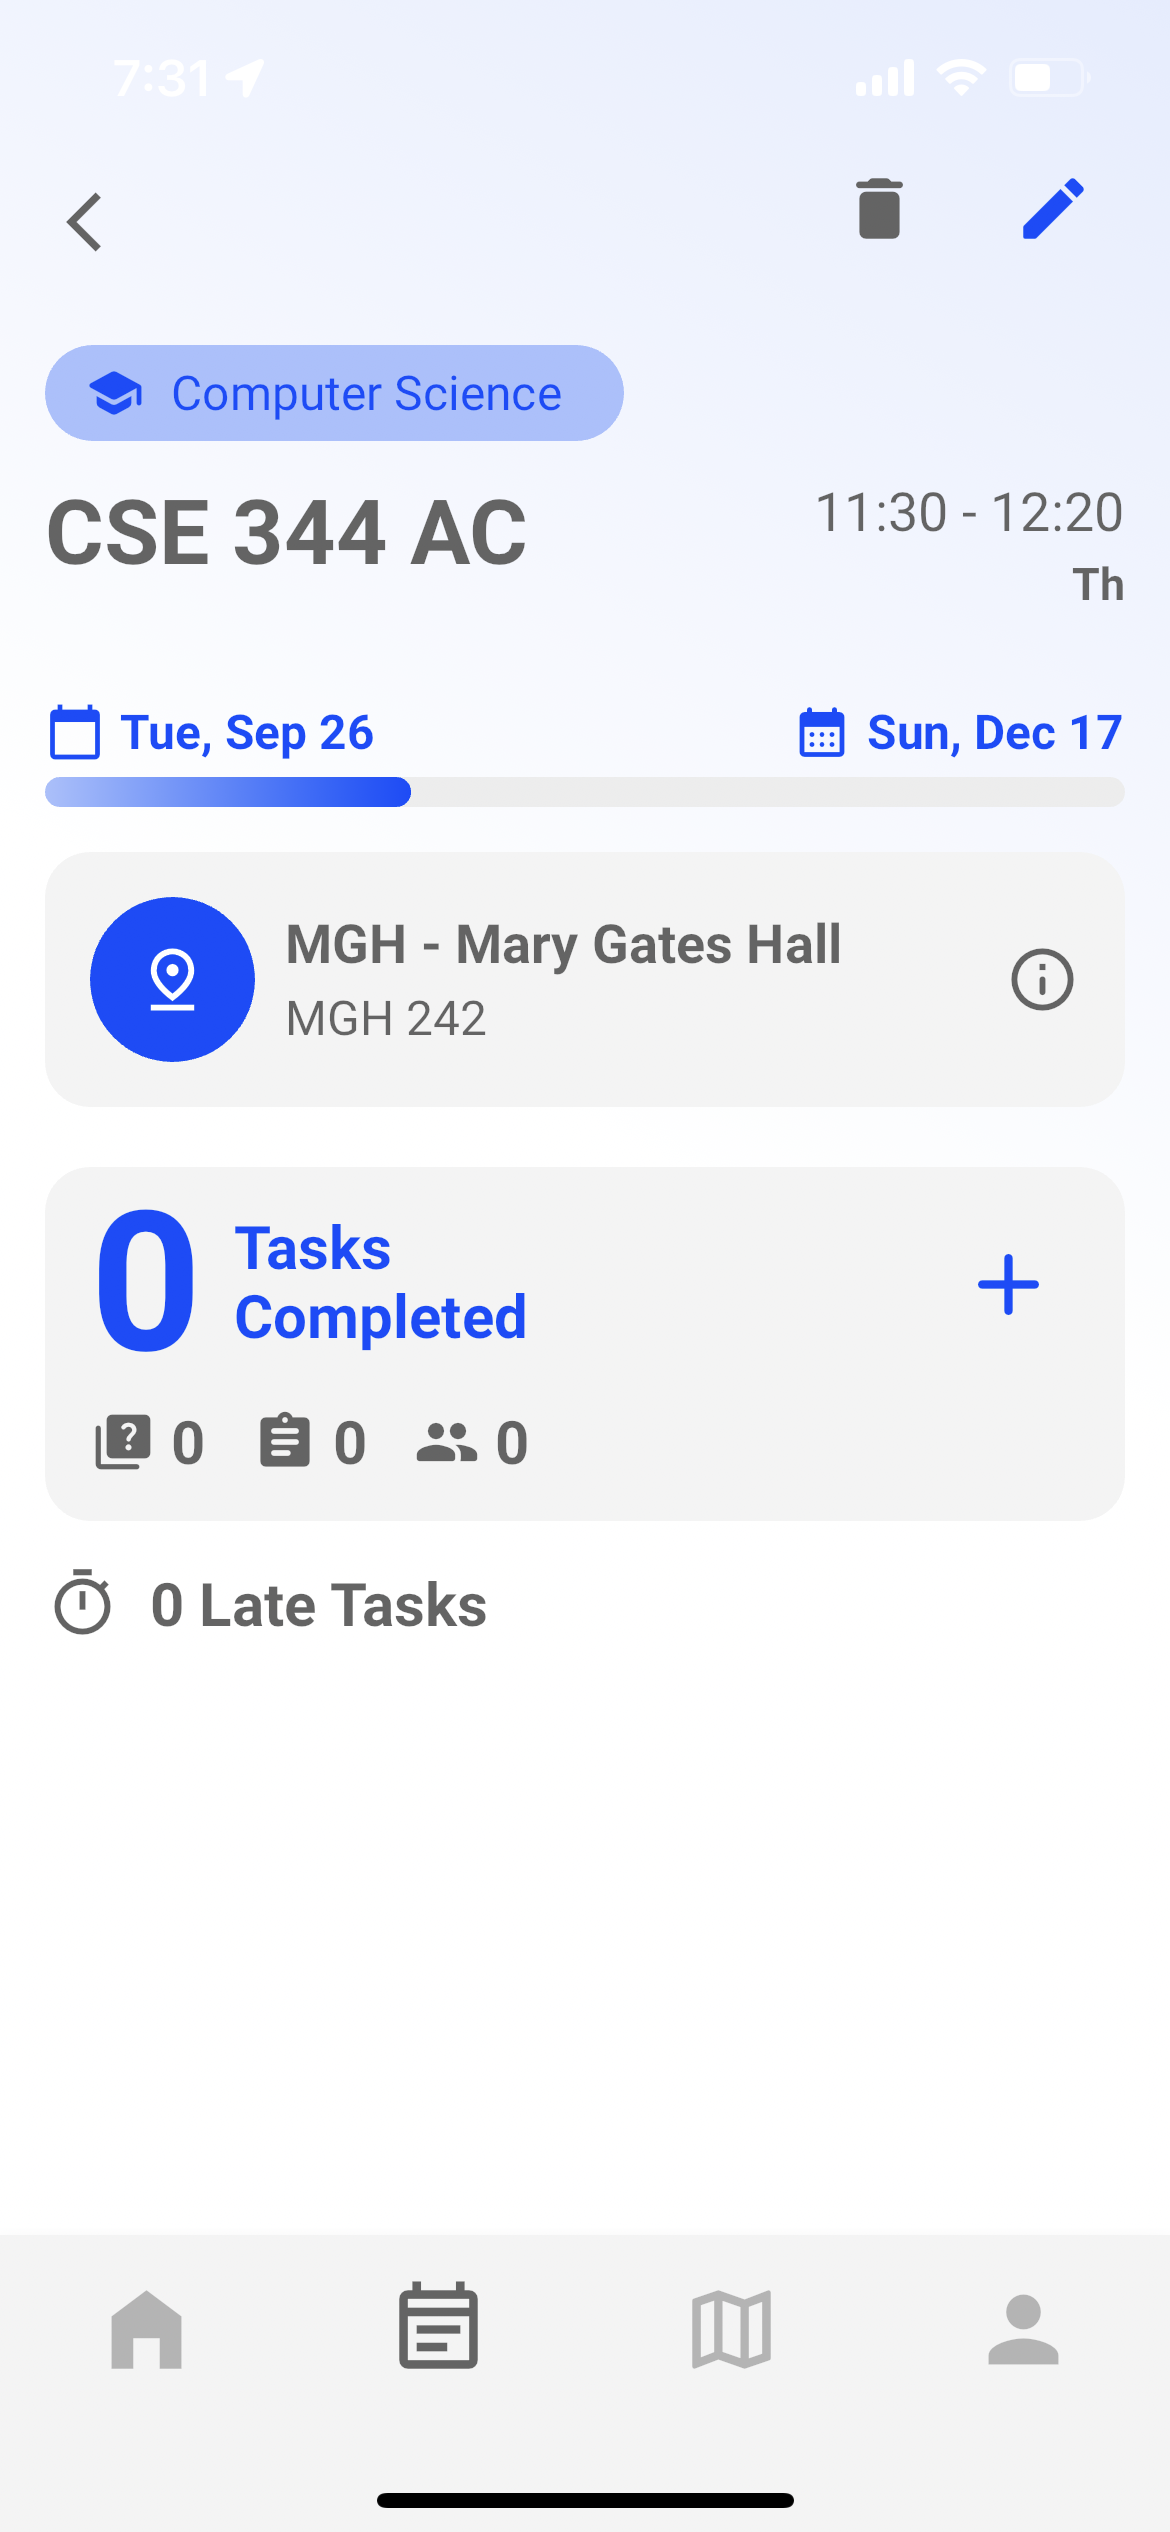 7:31
Computer Science
CSE 344 AC
11:30 - 12:20
Th
Tue, Sep 26
Sun, Dec 17
MGH - Mary Gates Hall
MGH 242
0
Tasks
Completed
0 0 0
0 Late Tasks